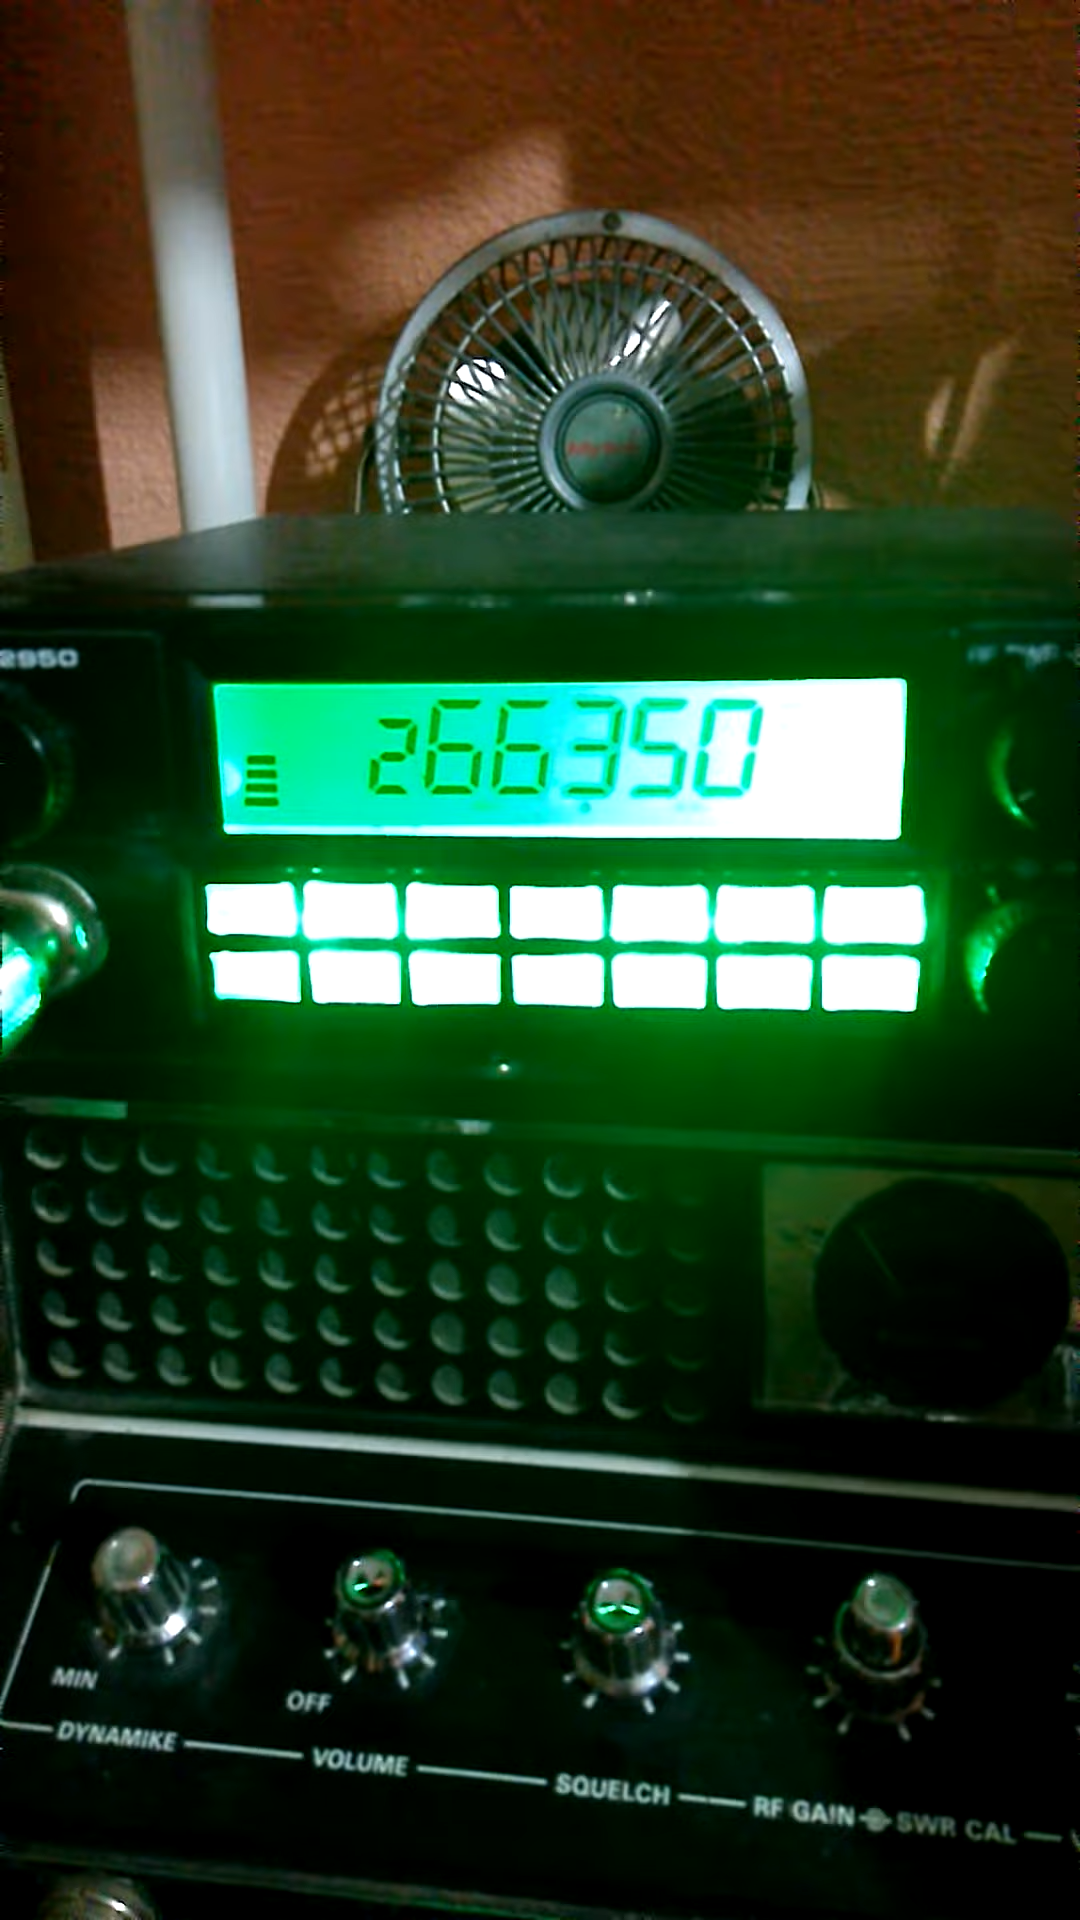 2950
266350
MIN
OFF
DYNAMIKE
VOLUME
SQUELCH
RF GAIN
SWR CAL